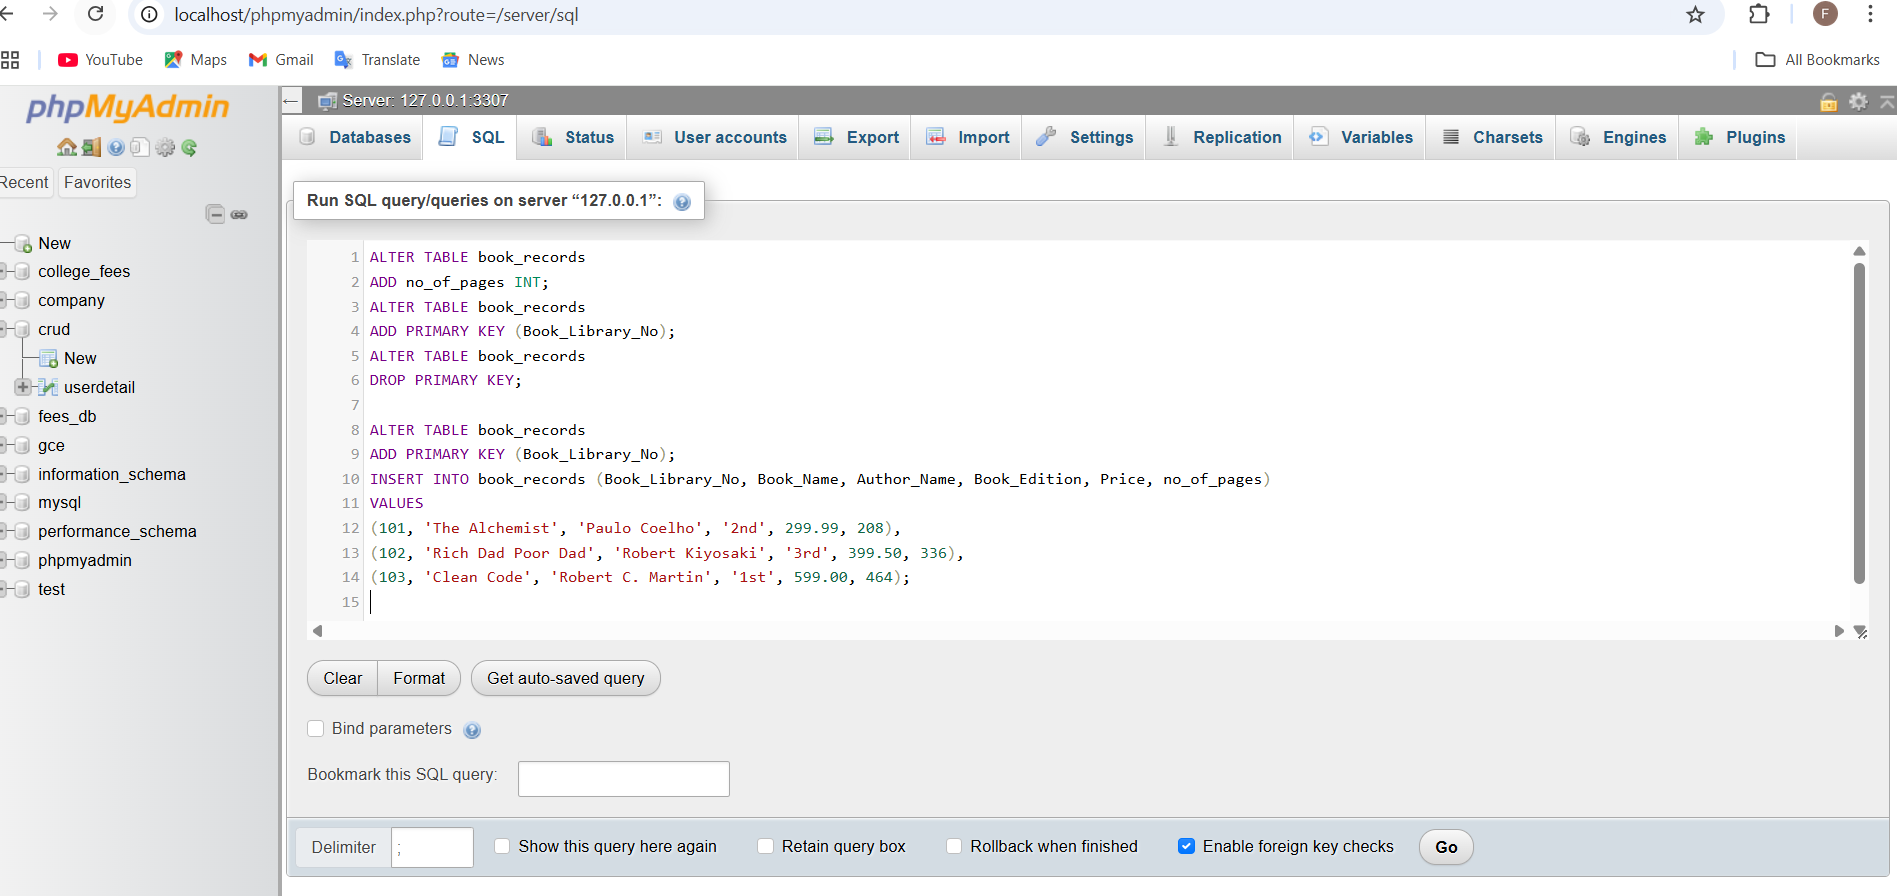 localhost/phpmyadmin/index.php?route=/server/sql
F
YouTube
Maps
Gmail
Translate
News
All Bookmarks
phpMyAdmin
Recent
Favorites
New
college_fees
company
crud
New
userdetail
fees_db
gce
information_schema
mysql
performance_schema
phpmyadmin
test
Server: 127.0.0.1:3307
Databases
SQL
Status
User accounts
Export
Import
Settings
Replication
Variables
Charsets
Engines
Plugins
Run SQL query/queries on server “127.0.0.1”:
1 ALTER TABLE book_records
2 ADD no_of_pages INT;
3 ALTER TABLE book_records
4 ADD PRIMARY KEY (Book_Library_No);
5 ALTER TABLE book_records
6 DROP PRIMARY KEY;
7
8 ALTER TABLE book_records
9 ADD PRIMARY KEY (Book_Library_No);
10 INSERT INTO book_records (Book_Library_No, Book_Name, Author_Name, Book_Edition, Price, no_of_pages)
11 VALUES
12 (101, 'The Alchemist', 'Paulo Coelho', '2nd', 299.99, 208),
13 (102, 'Rich Dad Poor Dad', 'Robert Kiyosaki', '3rd', 399.50, 336),
14 (103, 'Clean Code', 'Robert C. Martin', '1st', 599.00, 464);
15
Clear
Format
Get auto-saved query
Bind parameters
Bookmark this SQL query:
Delimiter
;
Show this query here again
Retain query box
Rollback when finished
Enable foreign key checks
Go